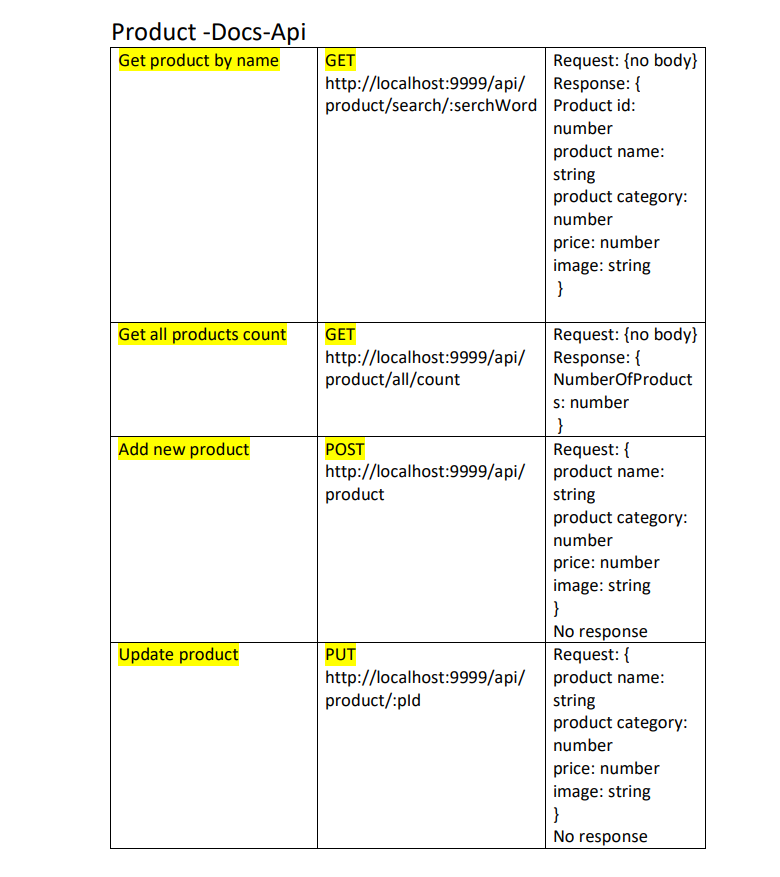 Product -Docs-Api
Get product by name
GET
http://localhost:9999/api/
product/search/:serchWord
Request: {no body}
Response: {
Product id:
number
product name:
string
product category:
number
price: number
image: string
}
Get all products count
GET
http://localhost:9999/api/
product/all/count
Request: {no body}
Response: {
NumberOfProduct
s: number
}
Add new product
POST
http://localhost:9999/api/
product
Request: {
product name:
string
product category:
number
price: number
image: string
}
No response
Update product
PUT
http://localhost:9999/api/
product/:pId
Request: {
product name:
string
product category:
number
price: number
image: string
}
No response